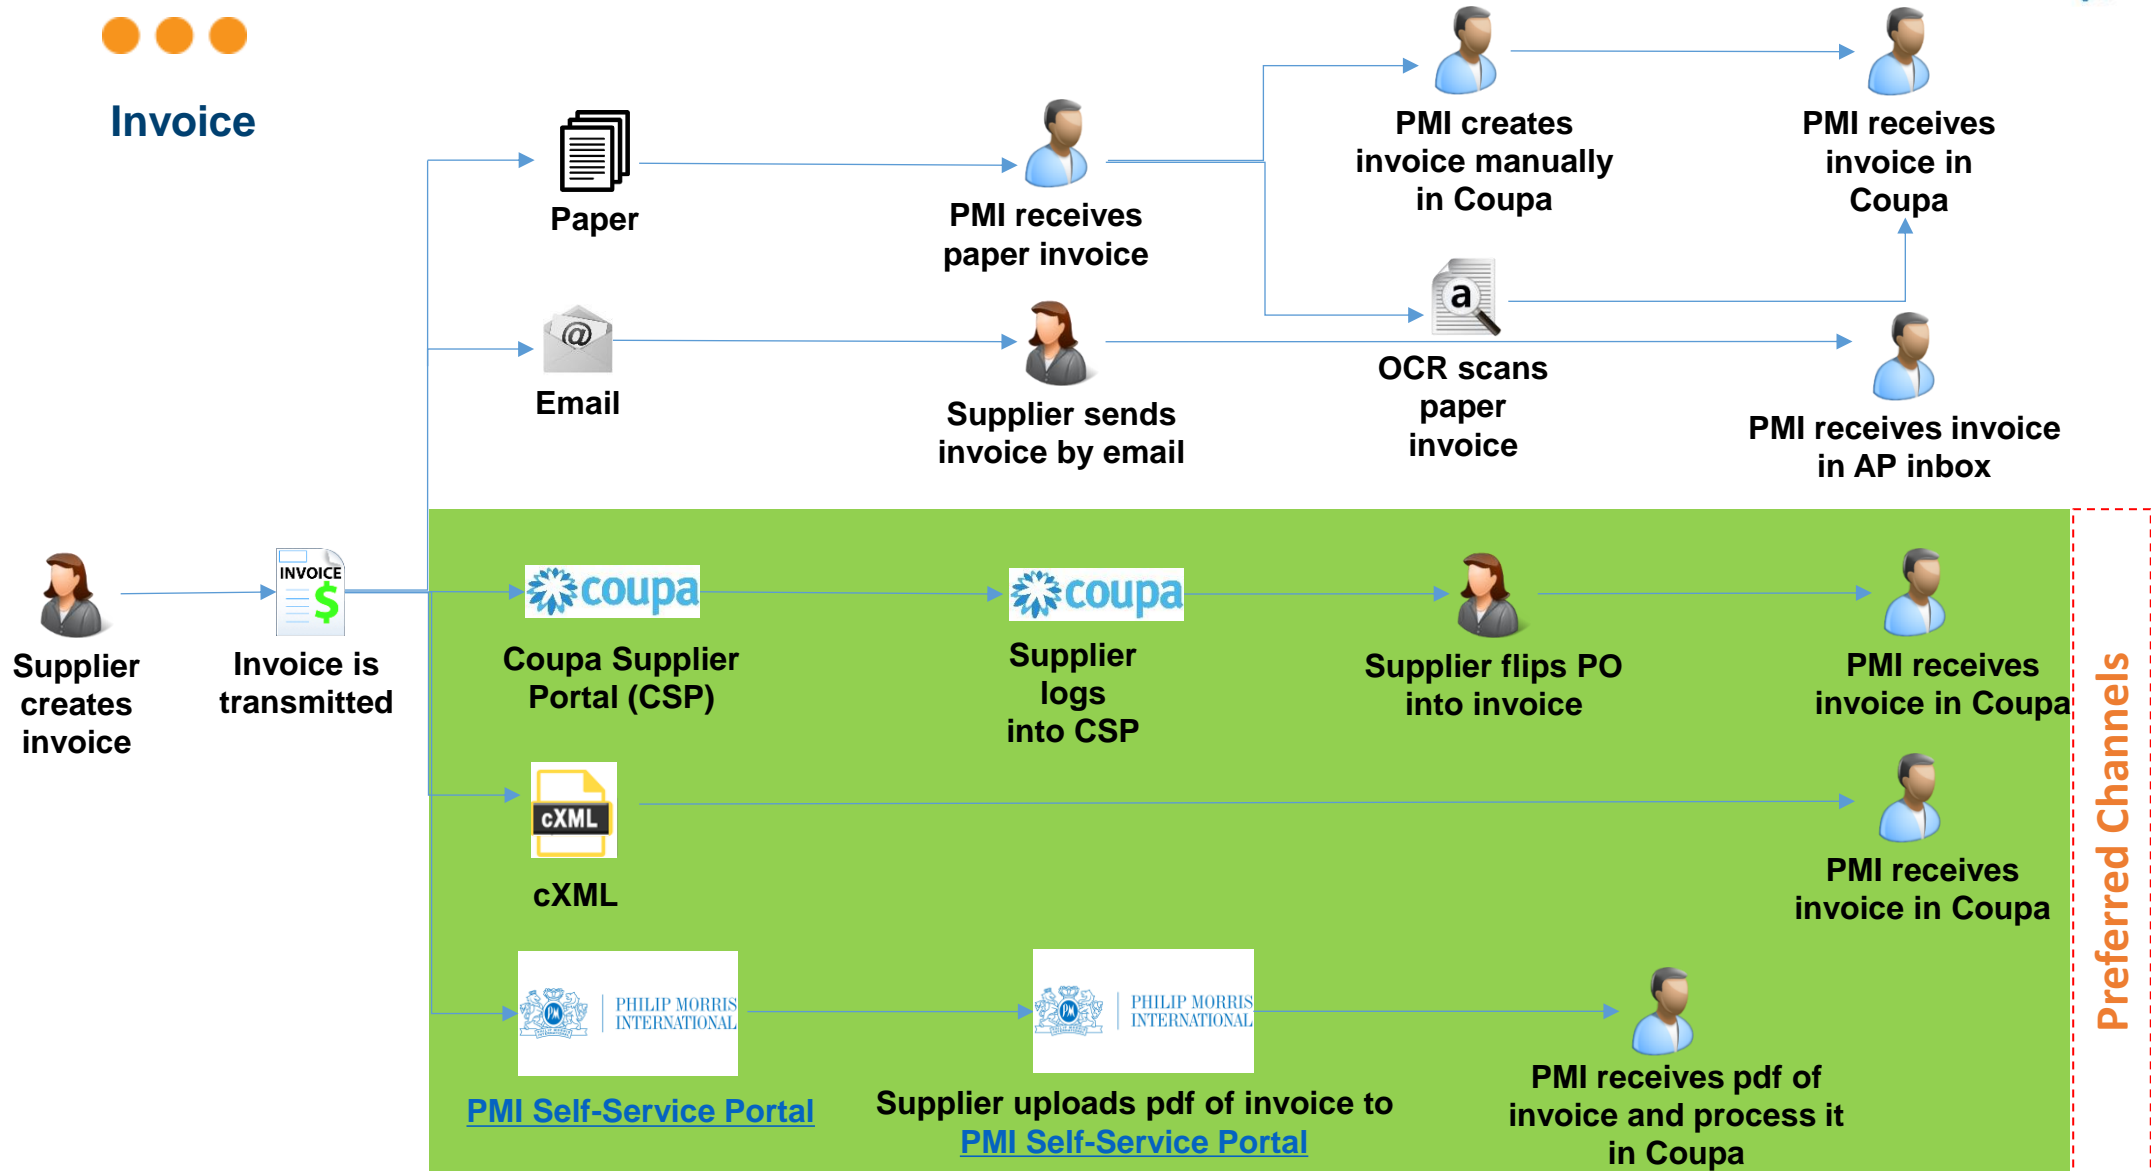 Invoice
Paper
PMI receives
paper invoice
PMI creates
invoice manually
in Coupa
PMI receives
invoice in
Coupa
@
Email
Supplier sends
invoice by email
a
OCR scans
paper
invoice
PMI receives invoice
in AP inbox
Supplier
creates
invoice
INVOICE
$
Invoice is
transmitted
coupa
Coupa Supplier
Portal (CSP)
coupa
Supplier
logs
into CSP
Supplier flips PO
into invoice
PMI receives
invoice in Coupa
cXML
cXML
PMI receives
invoice in Coupa
PM
PHILIP MORRIS
INTERNATIONAL
PMI Self-Service Portal
PM
PHILIP MORRIS
INTERNATIONAL
Supplier uploads pdf of invoice to
PMI Self-Service Portal
PMI receives pdf of
invoice and process it
in Coupa
Preferred Channels